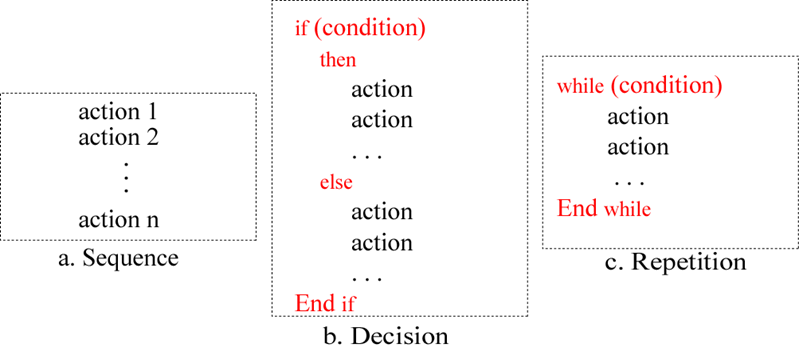 action 1
action 2
.
.
.
action n
a. Sequence
if (condition)
then
action
action
. . .
else
action
action
. . .
End if
b. Decision
while (condition)
action
action
. . .
End while
c. Repetition